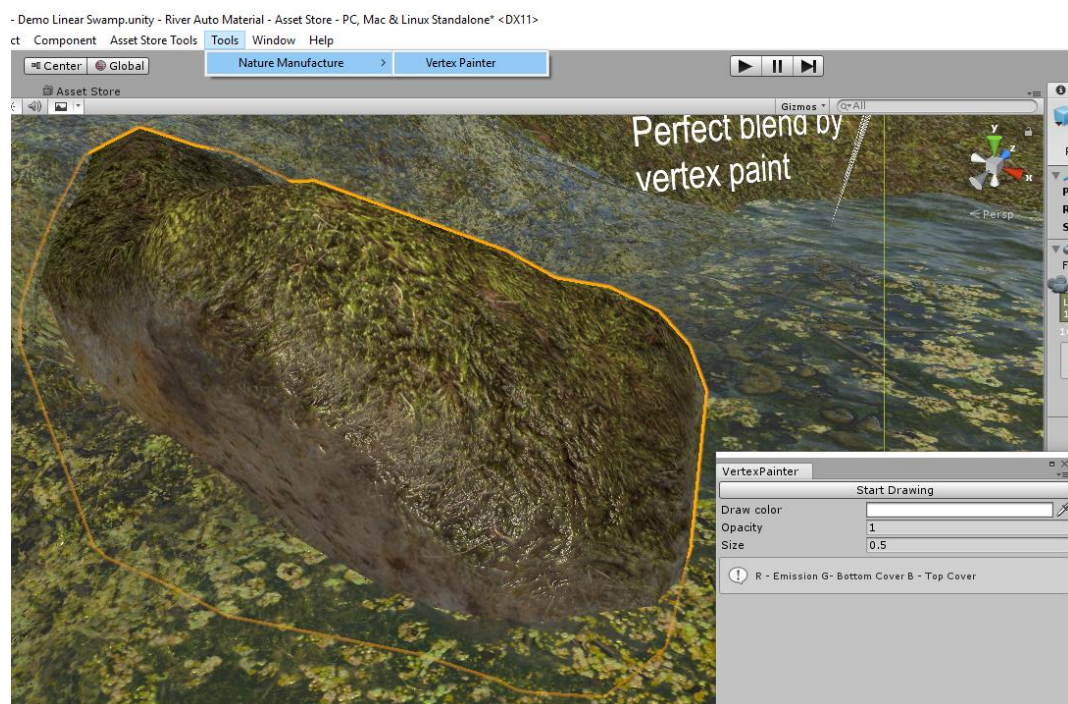 - Demo Linear Swamp.unity - River Auto Material - Asset Store - PC, Mac & Linux Standalone* <DX11>
ct Component Asset Store Tools Tools Window Help
Center Global
Nature Manufacture > Vertex Painter
Asset Store
Gizmos All
Perfect blend by
vertex paint
y
z
x
Persp
VertexPainter
Start Drawing
Draw color
Opacity 1
Size 0.5
R - Emission G- Bottom Cover B - Top Cover